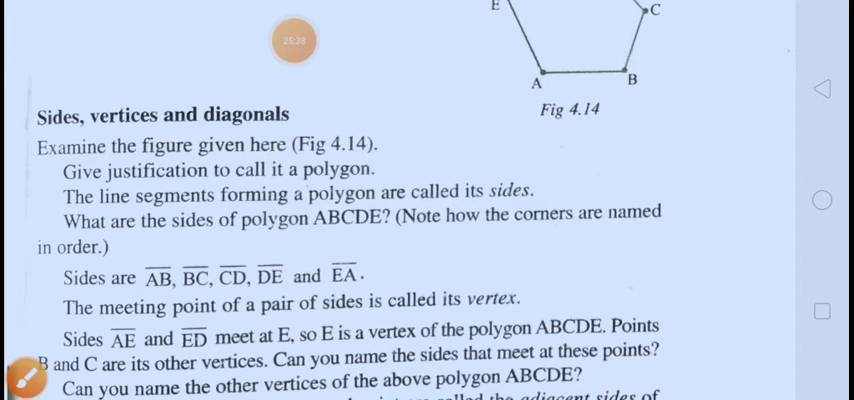 E
C
25:28
A
B
Fig 4.14
Sides, vertices and diagonals
Examine the figure given here (Fig 4.14).
Give justification to call it a polygon.
The line segments forming a polygon are called its sides.
What are the sides of polygon ABCDE? (Note how the corners are named
in order.)
Sides are AB, BC, CD, DE and EA.
The meeting point of a pair of sides is called its vertex.
Sides AE and ED meet at E, so E is a vertex of the polygon ABCDE. Points
B and C are its other vertices. Can you name the sides that meet at these points?
Can you name the other vertices of the above polygon ABCDE?
called the adjacent sides of